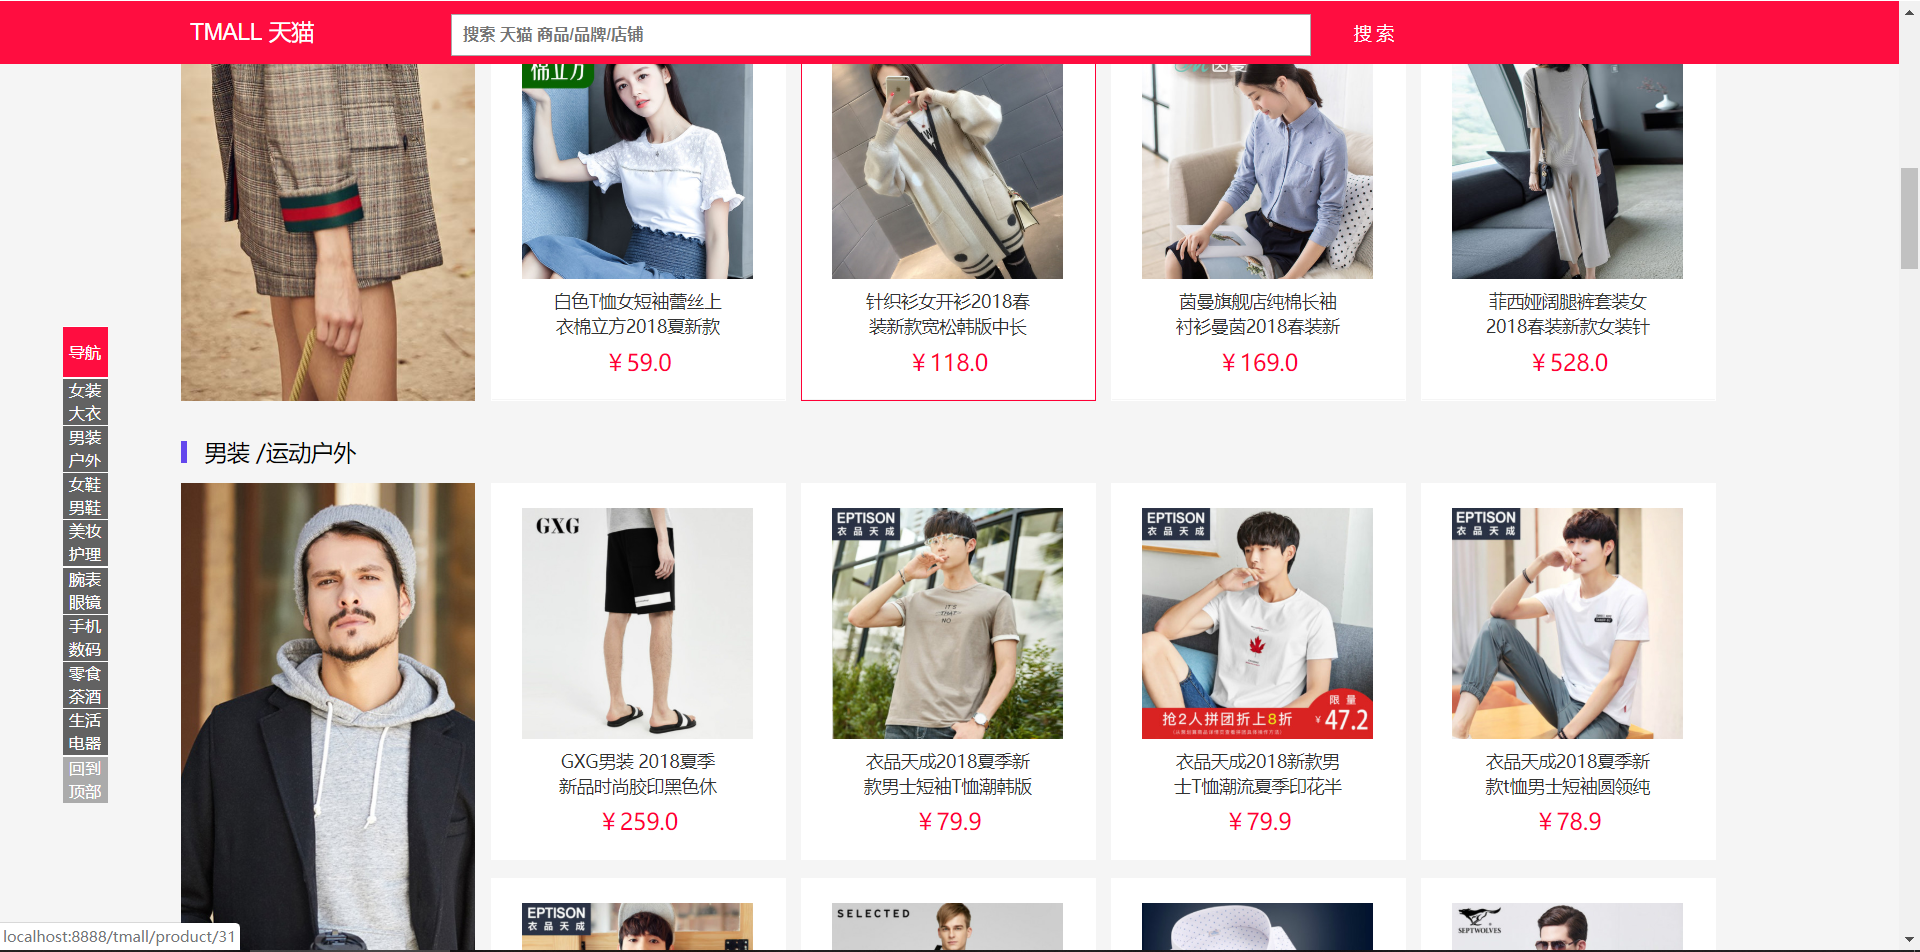 TMALL 天猫
搜索 天猫 商品/品牌/店铺
搜 索
棉立方
茵曼
白色T恤女短袖蕾丝上
衣棉立方2018夏新款
¥ 59.0
针织衫女开衫2018春
装新款宽松韩版中长
¥ 118.0
茵曼旗舰店纯棉长袖
衬衫曼茵2018春装新
¥ 169.0
菲西娅阔腿裤套装女
2018春装新款女装针
¥ 528.0
导航
女装
大衣
男装
户外
女鞋
男鞋
美妆
护理
腕表
眼镜
手机
数码
零食
茶酒
生活
电器
回到
顶部
男装 /运动户外
GXG
GXG男装 2018夏季
新品时尚胶印黑色休
¥ 259.0
EPTISON
衣品天成
IT'S
THAT
NO
衣品天成2018夏季新
款男士短袖T恤潮韩版
¥ 79.9
EPTISON
衣品天成
限量
抢2人拼团折上8折
¥47.2
衣品天成2018新款男
士T恤潮流夏季印花半
¥ 79.9
EPTISON
衣品天成
衣品天成2018夏季新
款t恤男士短袖圆领纯
¥ 78.9
EPTISON
衣品天成
SELECTED
SEPTWOLVES
localhost:8888/tmall/product/31